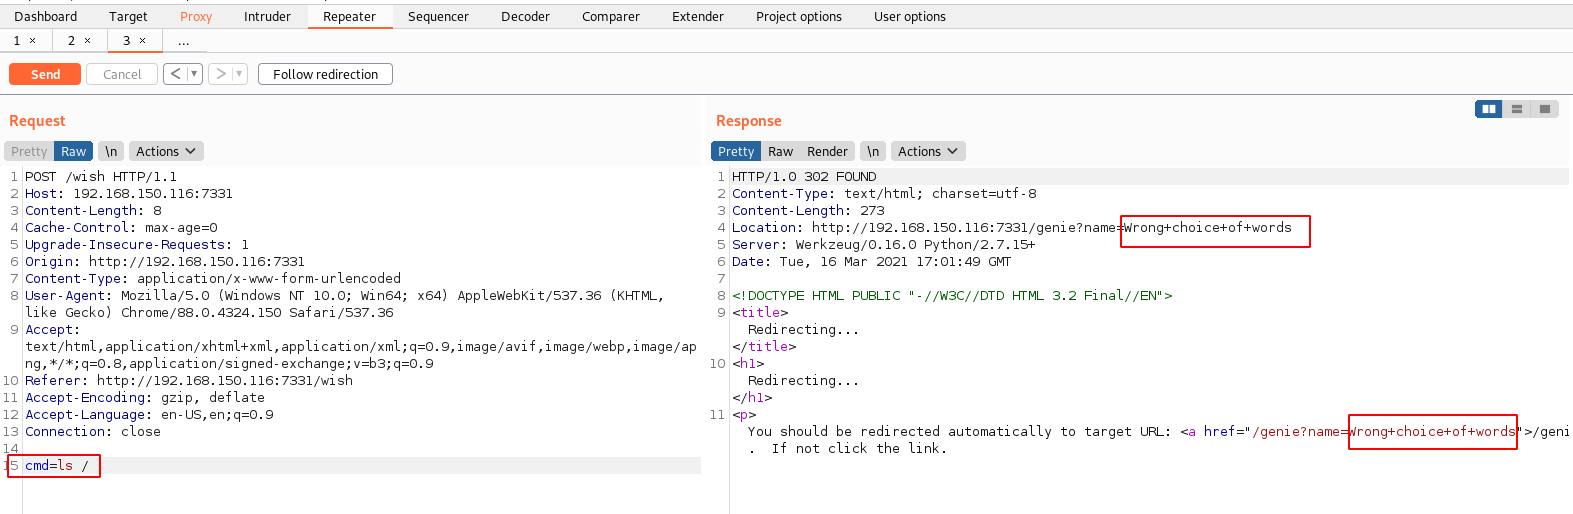 Dashboard Target Proxy Intruder Repeater Sequencer Decoder Comparer Extender Project options User options
1 × 2 × 3 × ...
Send Cancel < ▼ > ▼ Follow redirection
Request
Pretty Raw \n Actions
1 POST /wish HTTP/1.1
2 Host: 192.168.150.116:7331
3 Content-Length: 8
4 Cache-Control: max-age=0
5 Upgrade-Insecure-Requests: 1
6 Origin: http://192.168.150.116:7331
7 Content-Type: application/x-www-form-urlencoded
8 User-Agent: Mozilla/5.0 (Windows NT 10.0; Win64; x64) AppleWebKit/537.36 (KHTML,
like Gecko) Chrome/88.0.4324.150 Safari/537.36
9 Accept:
text/html,application/xhtml+xml,application/xml;q=0.9,image/avif,image/webp,image/ap
ng,*/*;q=0.8,application/signed-exchange;v=b3;q=0.9
10 Referer: http://192.168.150.116:7331/wish
11 Accept-Encoding: gzip, deflate
12 Accept-Language: en-US,en;q=0.9
13 Connection: close
14
15 cmd=ls /
Response
Pretty Raw Render \n Actions
1 HTTP/1.0 302 FOUND
2 Content-Type: text/html; charset=utf-8
3 Content-Length: 273
4 Location: http://192.168.150.116:7331/genie?name=Wrong+choice+of+words
5 Server: Werkzeug/0.16.0 Python/2.7.15+
6 Date: Tue, 16 Mar 2021 17:01:49 GMT
7
8 <!DOCTYPE HTML PUBLIC "-//W3C//DTD HTML 3.2 Final//EN">
9 <title>
Redirecting...
</title>
10 <h1>
Redirecting...
</h1>
11 <p>
You should be redirected automatically to target URL: <a href="/genie?name=Wrong+choice+of+words">/geni
.  If not click the link.